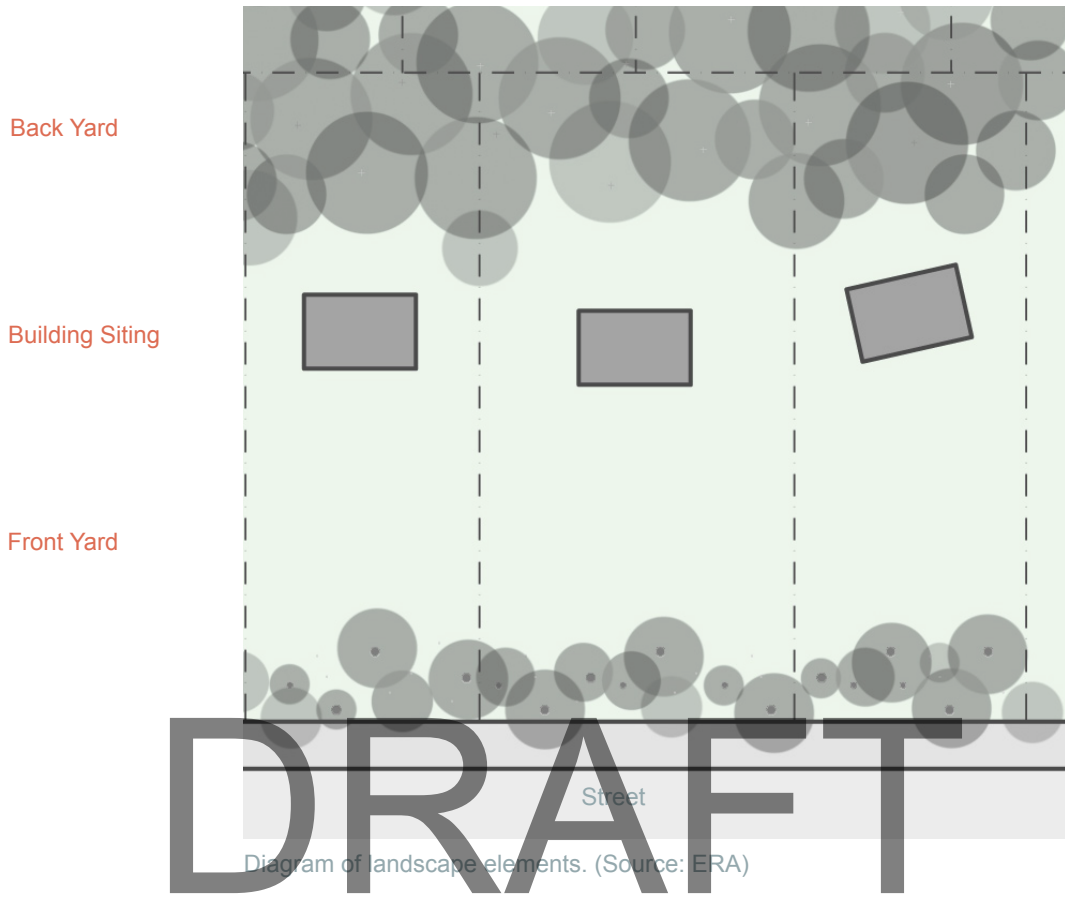 Back Yard
Building Siting
Front Yard
Street
Diagram of landscape elements. (Source: ERA)
DRAFT